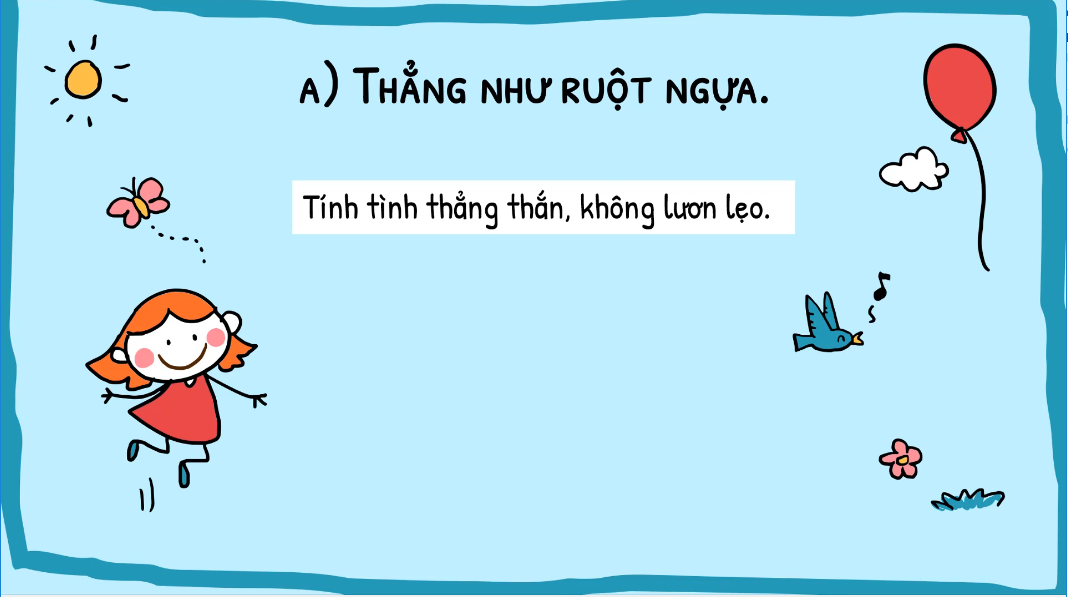 A) THẲNG NHƯ RUỘT NGỰA.
Tính tình thẳng thắn, không lươn lẹo.